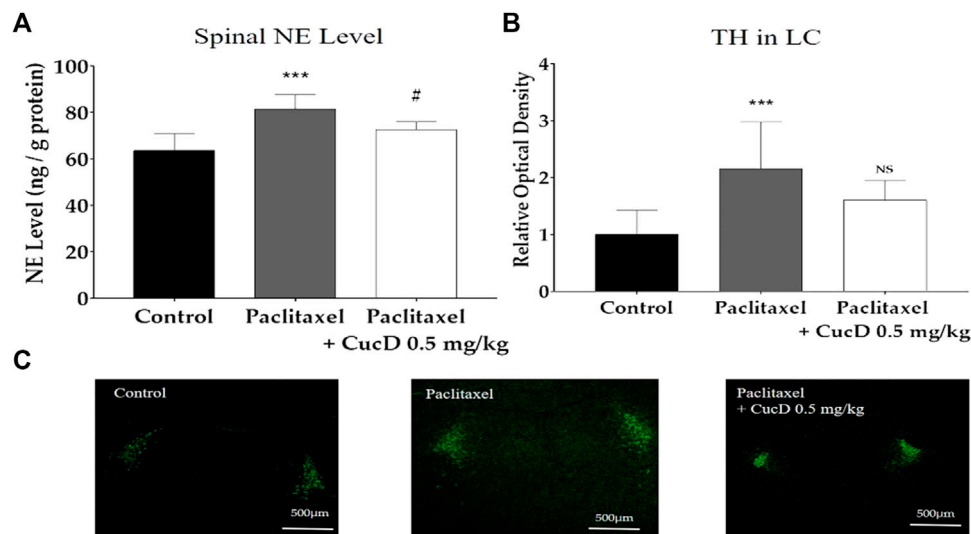 A
Spinal NE Level
NE Level (ng / g protein)
100
80
60
40
20
0
***
#
Control
Paclitaxel
Paclitaxel
+ CucD 0.5 mg/kg
B
TH in LC
Relative Optical Density
4
3
2
1
0
***
NS
Control
Paclitaxel
Paclitaxel
+ CucD 0.5 mg/kg
C
Control
500μm
Paclitaxel
500μm
Paclitaxel
+ CucD 0.5 mg/kg
500μm